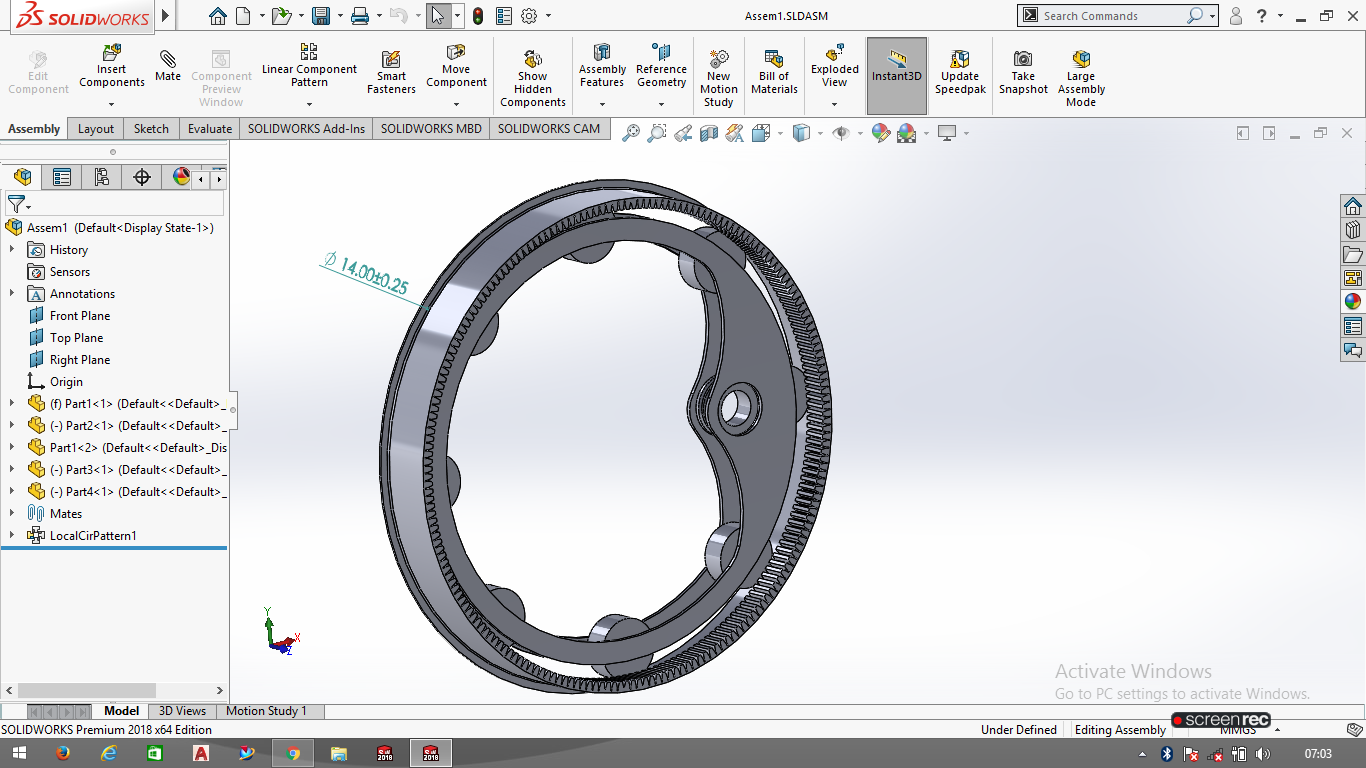 SOLIDWORKS
Assem1.SLDASM
Search Commands
?
Edit Components
Insert Components
Mate
Component Preview Window
Linear Component Pattern
Smart Fasteners
Move Component
Show Hidden Components
Assembly Features
Reference Geometry
New Motion Study
Bill of Materials
Exploded View
Instant3D
Update Speedpak
Take Snapshot
Large Assembly Mode
Assembly Layout Sketch Evaluate SOLIDWORKS Add-Ins SOLIDWORKS MBD SOLIDWORKS CAM
Assem1 (Default<Display State-1>)
History
Sensors
A Annotations
Front Plane
Top Plane
Right Plane
Origin
(f) Part1<1> (Default<<Default>_
(-) Part2<1> (Default<<Default>_
Part1<2> (Default<<Default>_Dis
(-) Part3<1> (Default<<Default>_
(-) Part4<1> (Default<<Default>_
Mates
LocalCirPattern1
∅ 14.00±0.25
Y
X
Z
Activate Windows
Go to PC settings to activate Windows.
Model 3D Views Motion Study 1
SOLIDWORKS Premium 2018 x64 Edition
Under Defined Editing Assembly
MMGS
screenrec
SW 2018
SW 2018
07:03